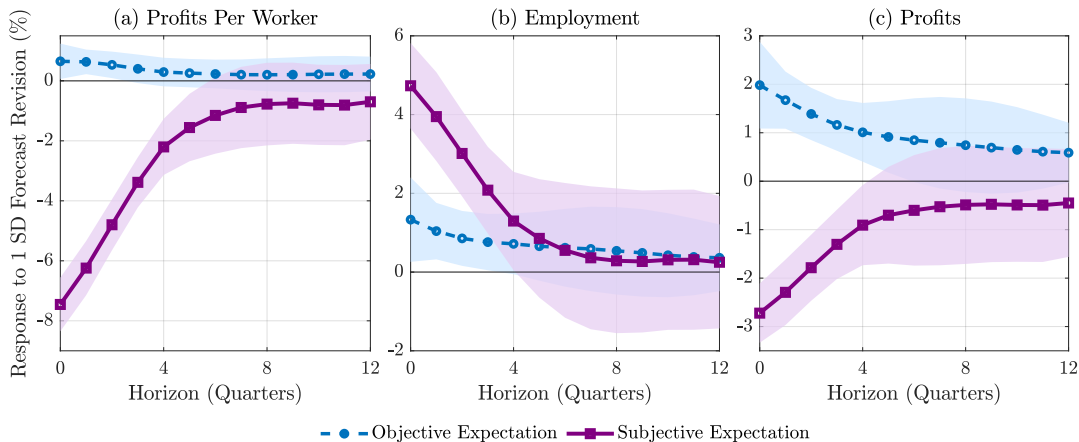 (a) Profits Per Worker
(b) Employment
(c) Profits
Response to 1 SD Forecast Revision (%)
0
-2
-4
-6
-8
6
4
2
0
-2
3
2
1
0
-1
-2
-3
0 4 8 12
0 4 8 12
0 4 8 12
Horizon (Quarters)
Horizon (Quarters)
Horizon (Quarters)
Objective Expectation
Subjective Expectation